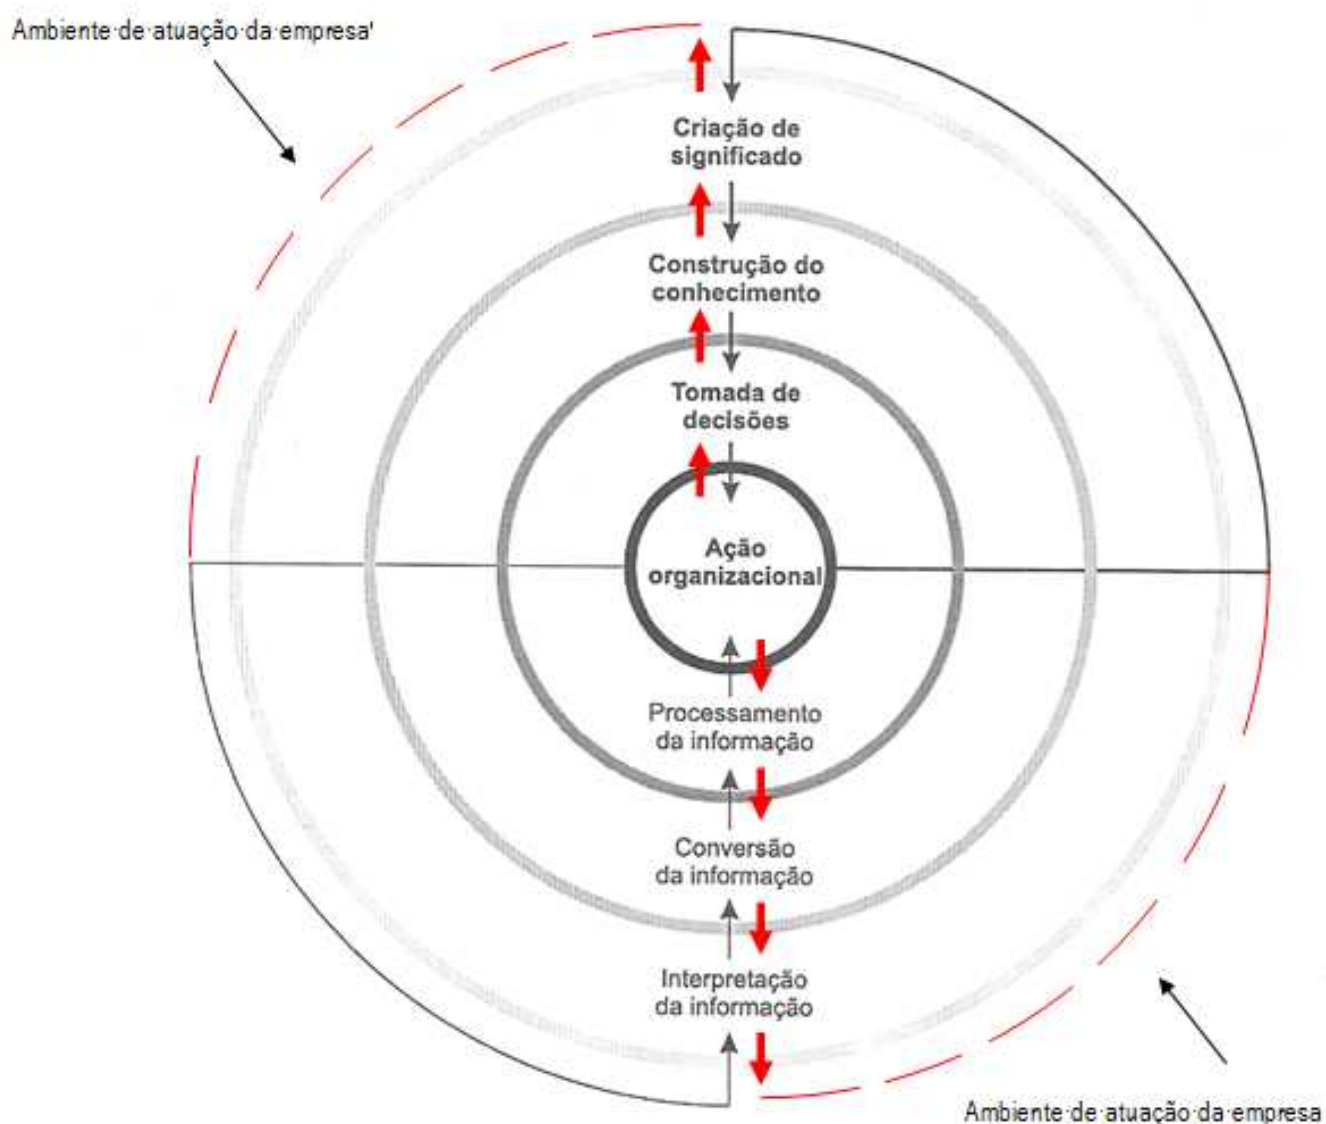 Ambiente·de·atuação·da·empresa'
Criação de
significado
Construção do
conhecimento
Tomada de
decisões
Ação
organizacional
Processamento
da informação
Conversão
da informação
Interpretação
da informação
Ambiente·de·atuação·da·empresa